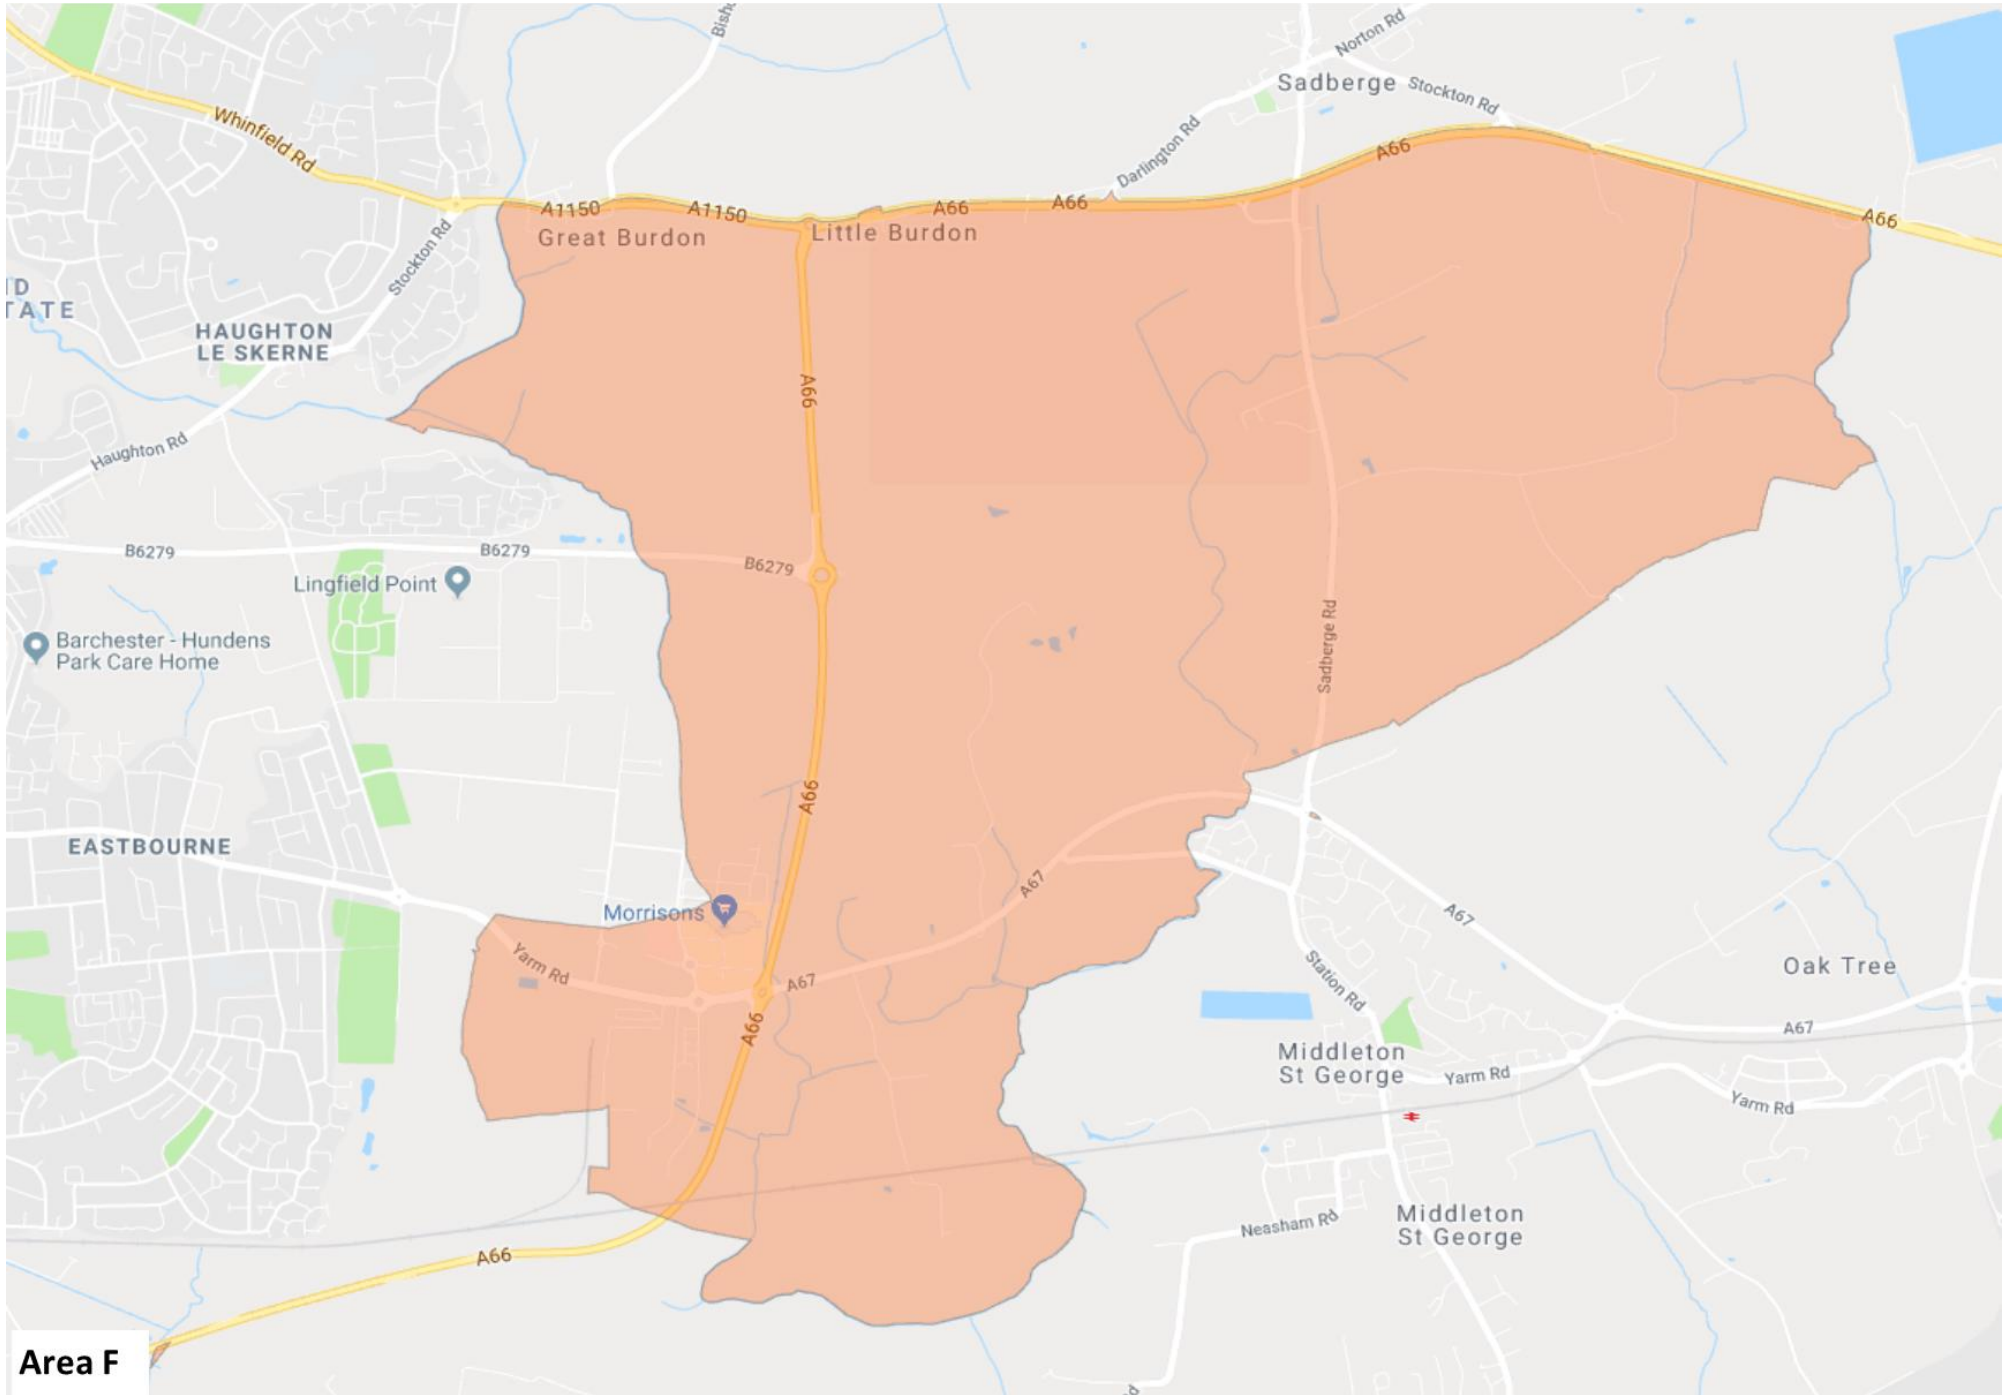 Bish
Norton Rd
Sadberge
Stockton Rd
Whinfield Rd
Darlington Rd
A66
A1150
A1150
A66
A66
A66
Great Burdon
Little Burdon
Stockton Rd
ID
TATE
HAUGHTON
LE SKERNE
A66
Haughton Rd
B6279
B6279
B6279
Lingfield Point
Barchester - Hundens
Park Care Home
Sadberge Rd
A66
EASTBOURNE
A67
Morrisons
A67
Yarm Rd
A67
Oak Tree
Station Rd
A66
A67
Middleton
St George
Yarm Rd
Yarm Rd
Neasham Rd
Middleton
St George
A66
Area F